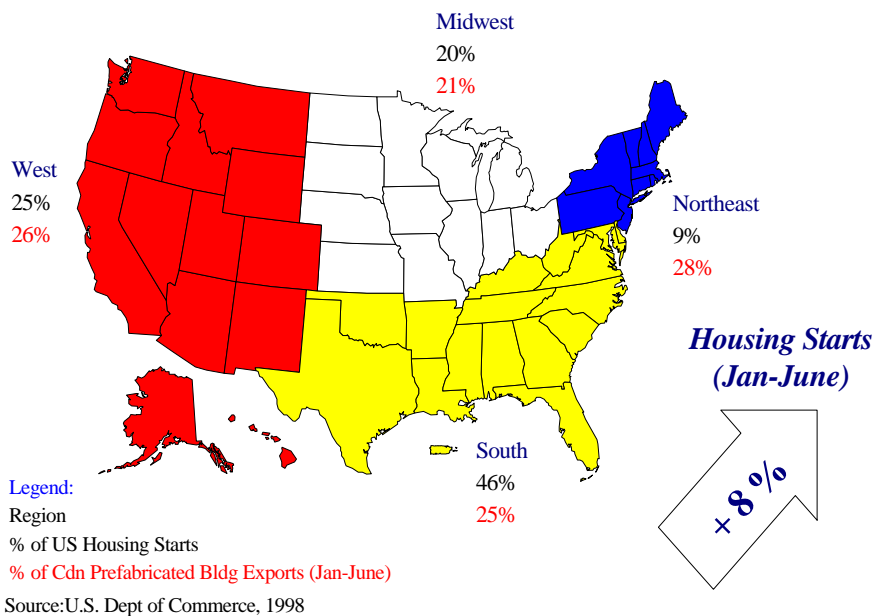 Midwest
20%
21%
West
25%
26%
Northeast
9%
28%
Housing Starts
(Jan-June)
+8%
South
46%
25%
Legend:
Region
% of US Housing Starts
% of Cdn Prefabricated Bldg Exports (Jan-June)
Source:U.S. Dept of Commerce, 1998